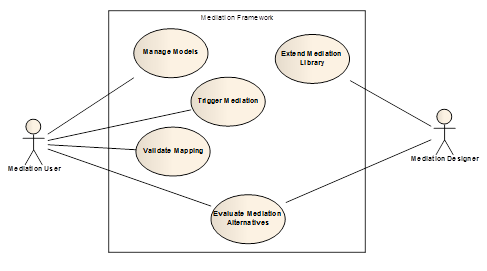 Mediation Framework
Manage Models
Extend Mediation
Library
Trigger Mediation
Validate Mapping
Mediation User
Mediation Designer
Evaluate Mediation
Alternatives